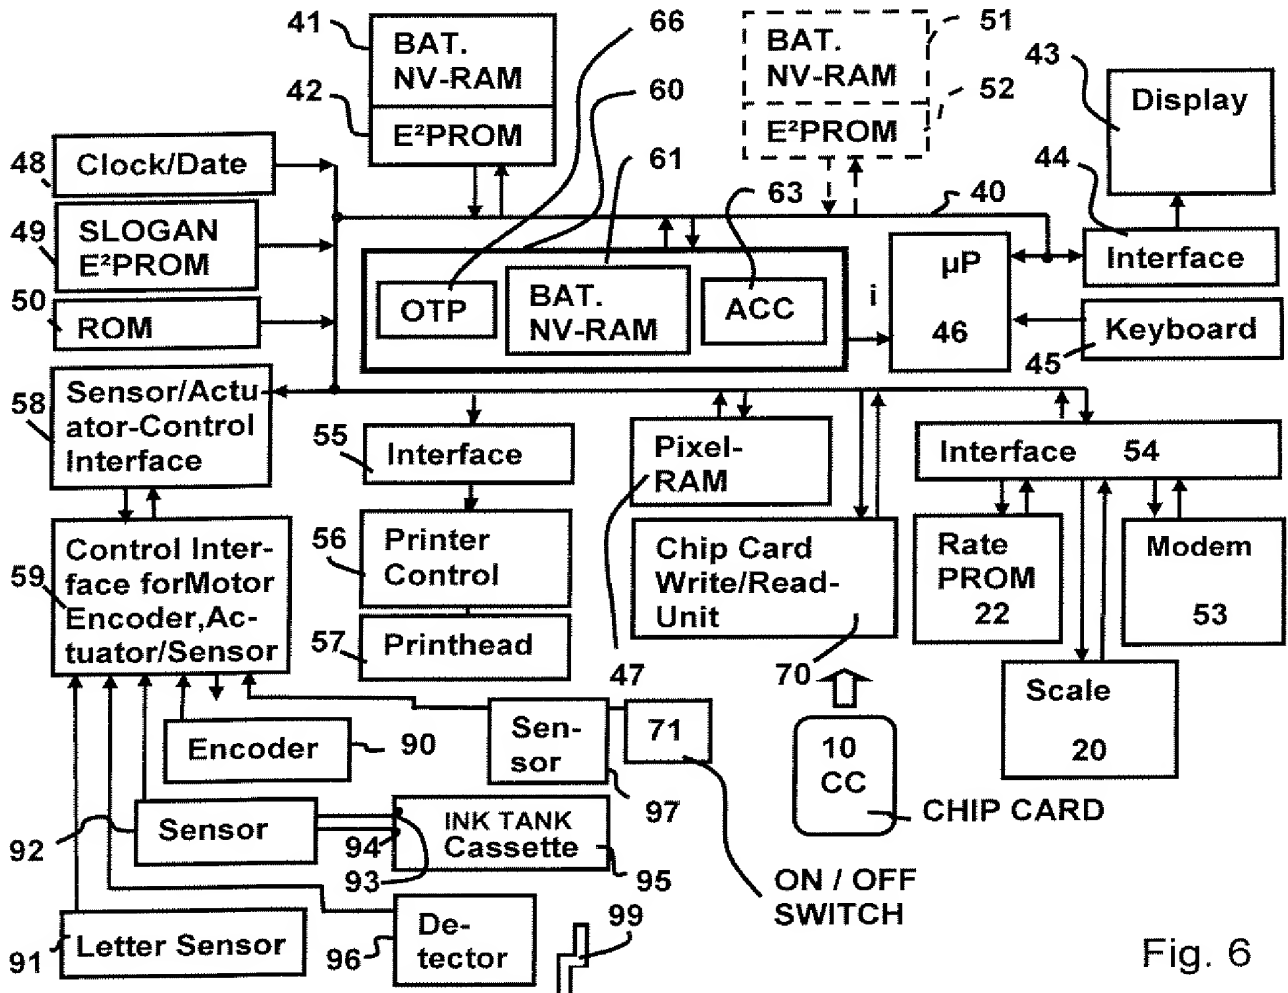 41
BAT.
NV-RAM
66
BAT.
NV-RAM
51
43
Display
42
E²PROM
60
E²PROM
52
48
Clock/Date
61
63
40
44
45
49
SLOGAN
E²PROM
50
ROM
OTP
BAT.
NV-RAM
ACC
i
µP
46
Interface
Keyboard
58
Sensor/Actu-
ator-Control
Interface
55
Interface
Pixel-
RAM
Interface 54
59
Control Inter-
face forMotor
Encoder,Ac-
tuator/Sensor
56
Printer
Control
57
Printhead
47
Chip Card
Write/Read-
Unit
70
Rate
PROM
22
Modem
53
Scale
20
Encoder
90
Sen-
sor
97
71
10
CC
CHIP CARD
92
Sensor
94
93
INK TANK
Cassette
95
ON / OFF
SWITCH
91
Letter Sensor
96
De-
tector
99
Fig. 6